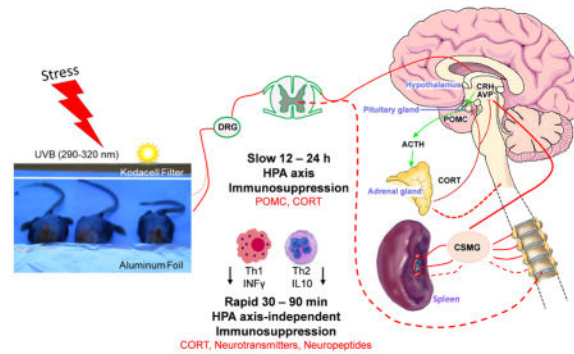 Stress
UVB (290-320 nm)
Kodacell Filter
Aluminum Foil
DRG
Slow 12 – 24 h
HPA axis
Immunosuppression
POMC, CORT
Th1
INFγ
Th2
IL10
Rapid 30 – 90 min
HPA axis-independent
Immunosuppression
CORT, Neurotransmitters, Neuropeptides
Hypothalamus
CRH
AVP
Pituitary gland
POMC
ACTH
CORT
Adrenal gland
CSMG
Spleen